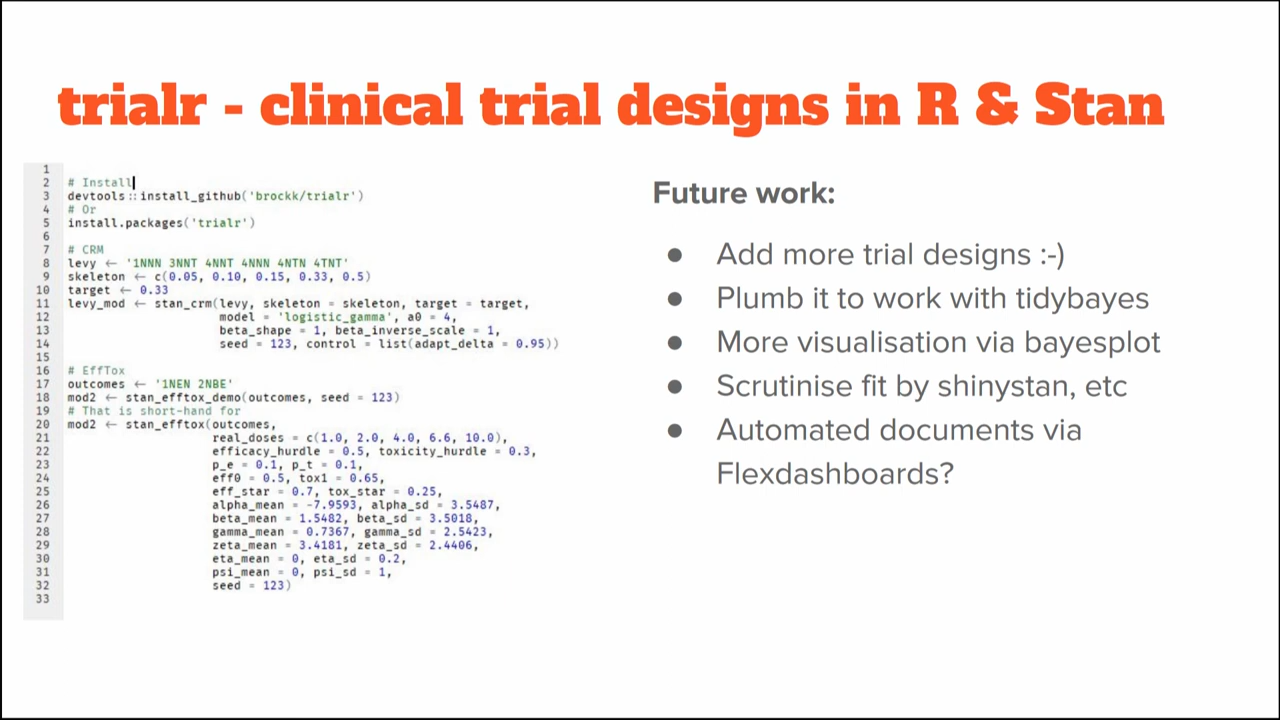 trialr - clinical trial designs in R & Stan
1
2 # Install
3 devtools::install_github('brockk/trialr')
4 # Or
5 install.packages('trialr')
6
7 # CRM
8 levy ← '1NNN 3NNT 4NNT 4NNN 4NTN 4TNT'
9 skeleton ← c(0.05, 0.10, 0.15, 0.33, 0.5)
10 target ← 0.33
11 levy_mod ← stan_crm(levy, skeleton = skeleton, target = target,
12 model = 'logistic_gamma', a0 = 4,
13 beta_shape = 1, beta_inverse_scale = 1,
14 seed = 123, control = list(adapt_delta = 0.95))
15
16 # EffTox
17 outcomes ← '1NEN 2NBE'
18 mod2 ← stan_efftox_demo(outcomes, seed = 123)
19 # That is short-hand for
20 mod2 ← stan_efftox(outcomes,
21 real_doses = c(1.0, 2.0, 4.0, 6.6, 10.0),
22 efficacy_hurdle = 0.5, toxicity_hurdle = 0.3,
23 p_e = 0.1, p_t = 0.1,
24 eff0 = 0.5, tox1 = 0.65,
25 eff_star = 0.7, tox_star = 0.25,
26 alpha_mean = -7.9593, alpha_sd = 3.5487,
27 beta_mean = 1.5482, beta_sd = 3.5018,
28 gamma_mean = 0.7367, gamma_sd = 2.5423,
29 zeta_mean = 3.4181, zeta_sd = 2.4406,
30 eta_mean = 0, eta_sd = 0.2,
31 psi_mean = 0, psi_sd = 1,
32 seed = 123)
33
Future work:
● Add more trial designs :-)
● Plumb it to work with tidybayes
● More visualisation via bayesplot
● Scrutinise fit by shinystan, etc
● Automated documents via
Flexdashboards?